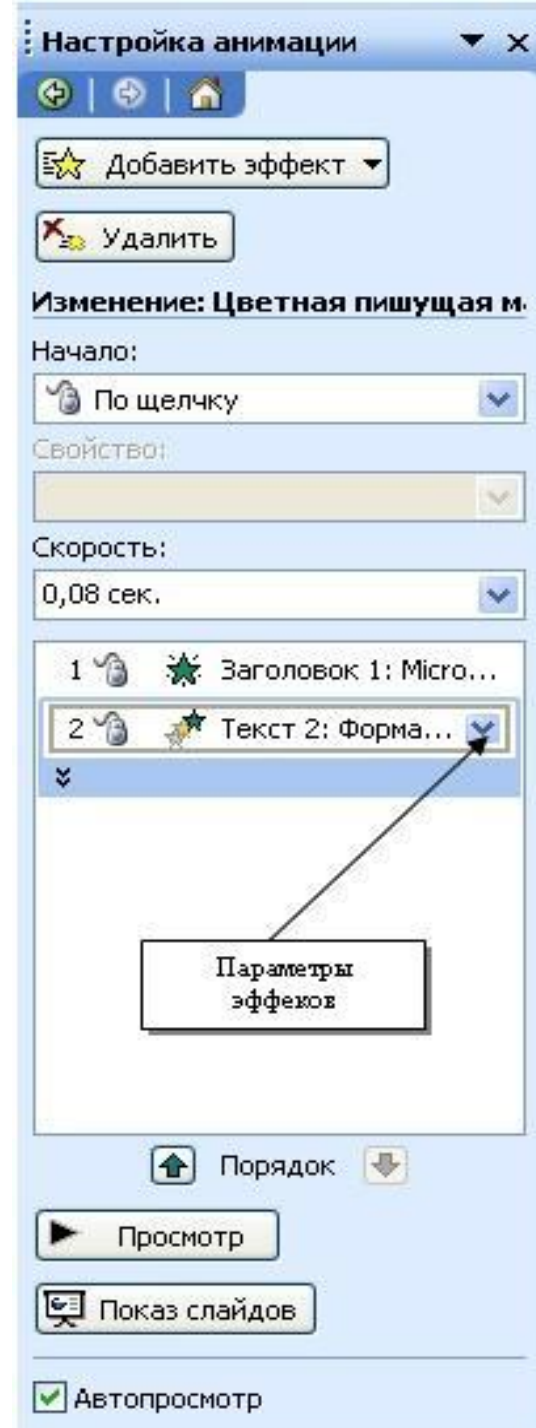 Настройка анимации
Добавить эффект
Удалить
Изменение: Цветная пишущая м
Начало:
По щелчку
Свойство:
Скорость:
0,08 сек.
1 Заголовок 1: Micro...
2 Текст 2: Форма...
Параметры
эффеков
Порядок
Просмотр
Показ слайдов
Автопросмотр